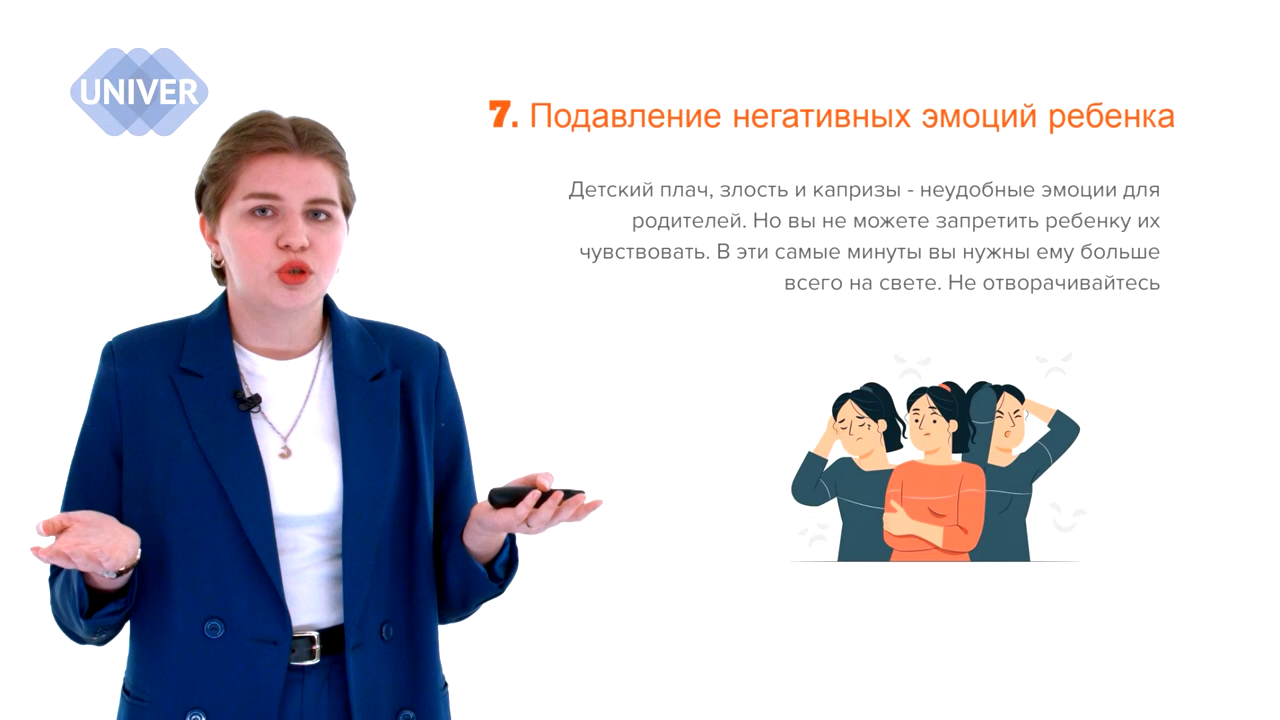 UNIVER
7. Подавление негативных эмоций ребенка
Детский плач, злость и капризы - неудобные эмоции для
родителей. Но вы не можете запретить ребенку их
чувствовать. В эти самые минуты вы нужны ему больше
всего на свете. Не отворачивайтесь